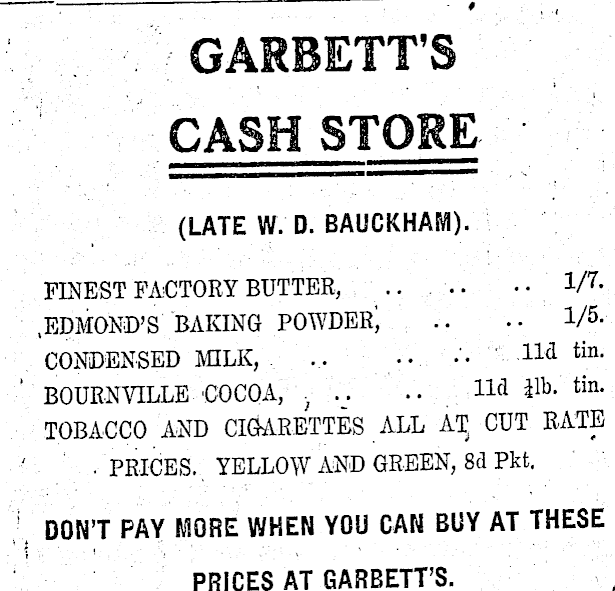 GARBETT'S
CASH STORE
(LATE W. D. BAUCKHAM).
FINEST FACTORY BUTTER, .. .. .. 1/7.
EDMOND'S BAKING POWDER, .. .. 1/5.
CONDENSED MILK, .. .. .. 11d tin.
BOURNVILLE COCOA, .. .. 11d ¼lb. tin.
TOBACCO AND CIGARETTES ALL AT CUT RATE
PRICES. YELLOW AND GREEN, 8d Pkt.
DON'T PAY MORE WHEN YOU CAN BUY AT THESE
PRICES AT GARBETT'S.